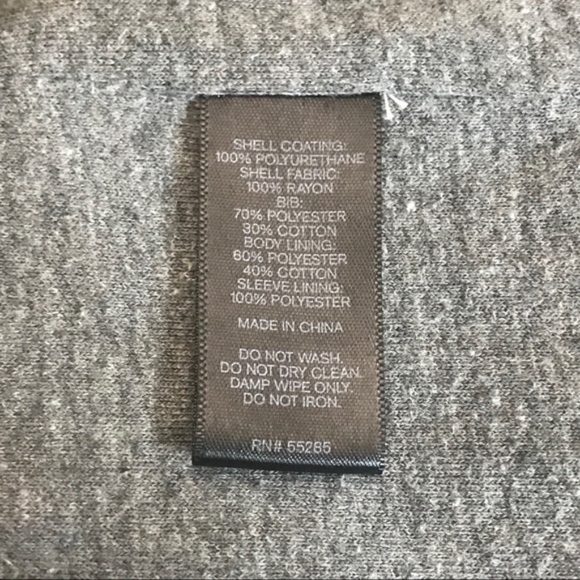 SHELL COATING:
100% POLYURETHANE
SHELL FABRIC:
100% RAYON
BIB:
70% POLYESTER
30% COTTON
BODY LINING:
60% POLYESTER
40% COTTON
SLEEVE LINING:
100% POLYESTER
MADE IN CHINA
DO NOT WASH.
DO NOT DRY CLEAN.
DAMP WIPE ONLY.
DO NOT IRON.
RN# 55285